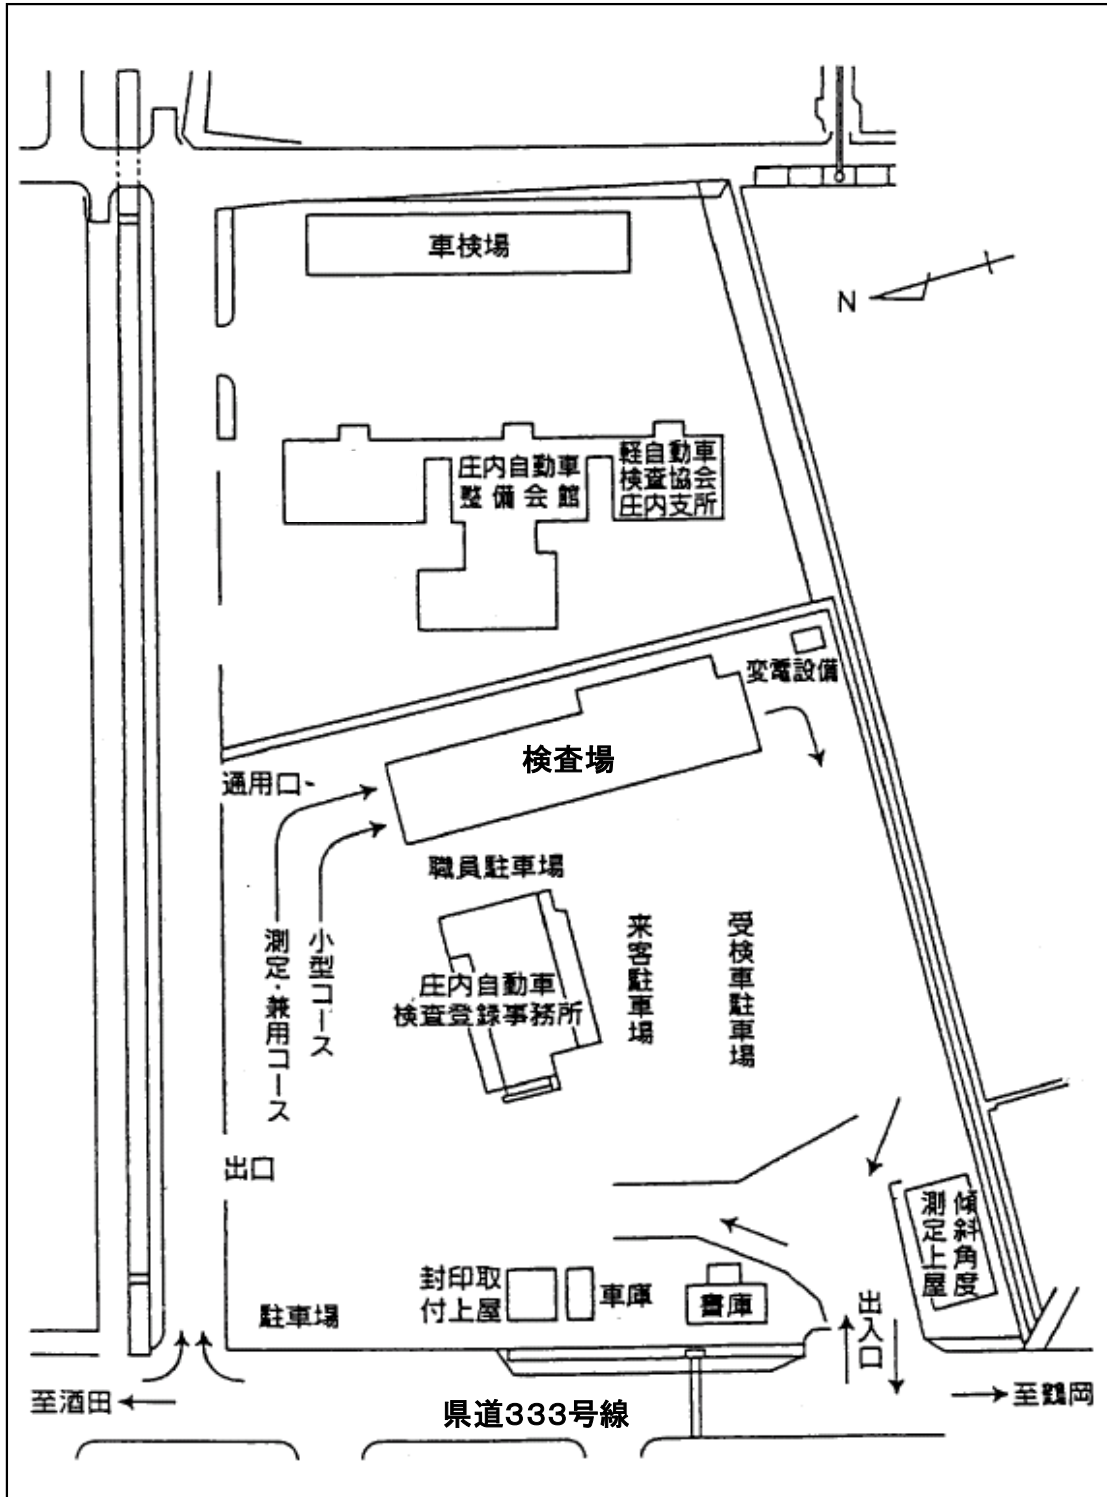 車検場
N
庄内自動車
整備会館
軽自動車
検査協会
庄内支所
変電設備
検査場
通用口
職員駐車場
測定・兼用コース
小型コース
庄内自動車
検査登録事務所
来客駐車場
受検車駐車場
出口
傾斜角度
測定上屋
封印取
付上屋
車庫
書庫
駐車場
出入口
至酒田
県道333号線
至鶴岡